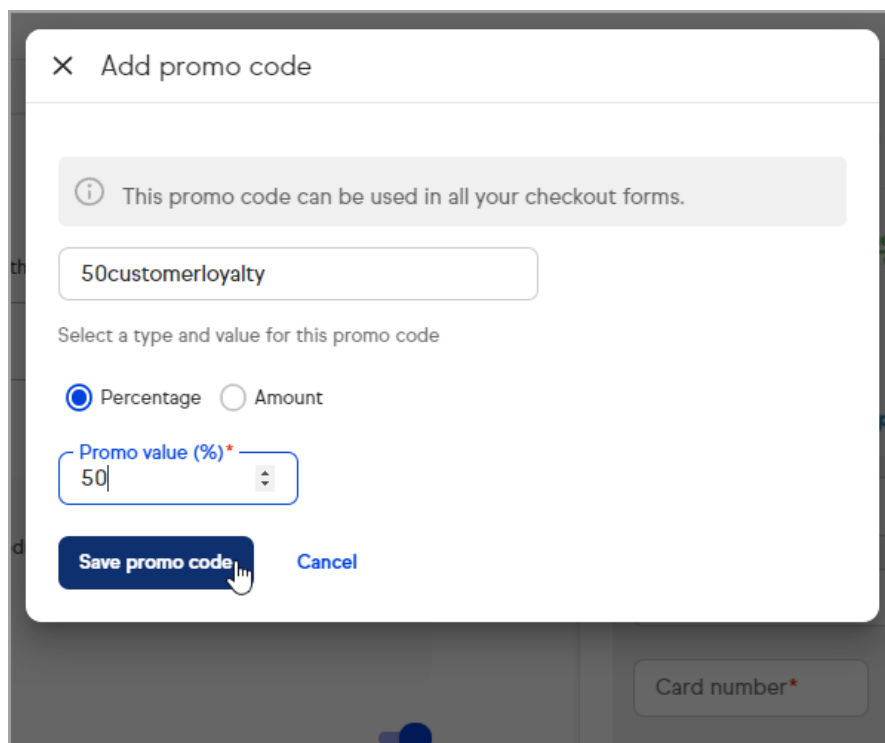 Add promo code
This promo code can be used in all your checkout forms.
50customerloyalty
Select a type and value for this promo code
Percentage Amount
Promo value (%)*
50
Save promo code Cancel
Card number*